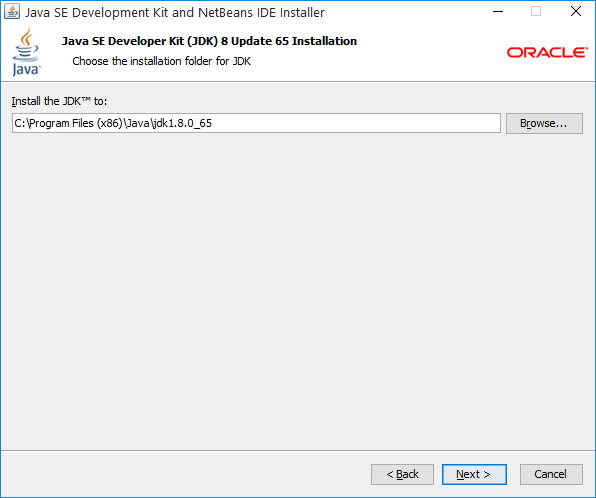 Java SE Development Kit and NetBeans IDE Installer
Java SE Developer Kit (JDK) 8 Update 65 Installation
Choose the installation folder for JDK
Java™
ORACLE®
Install the JDK™ to:
C:\Program Files (x86)\Java\jdk1.8.0_65
Browse...
< Back
Next >
Cancel